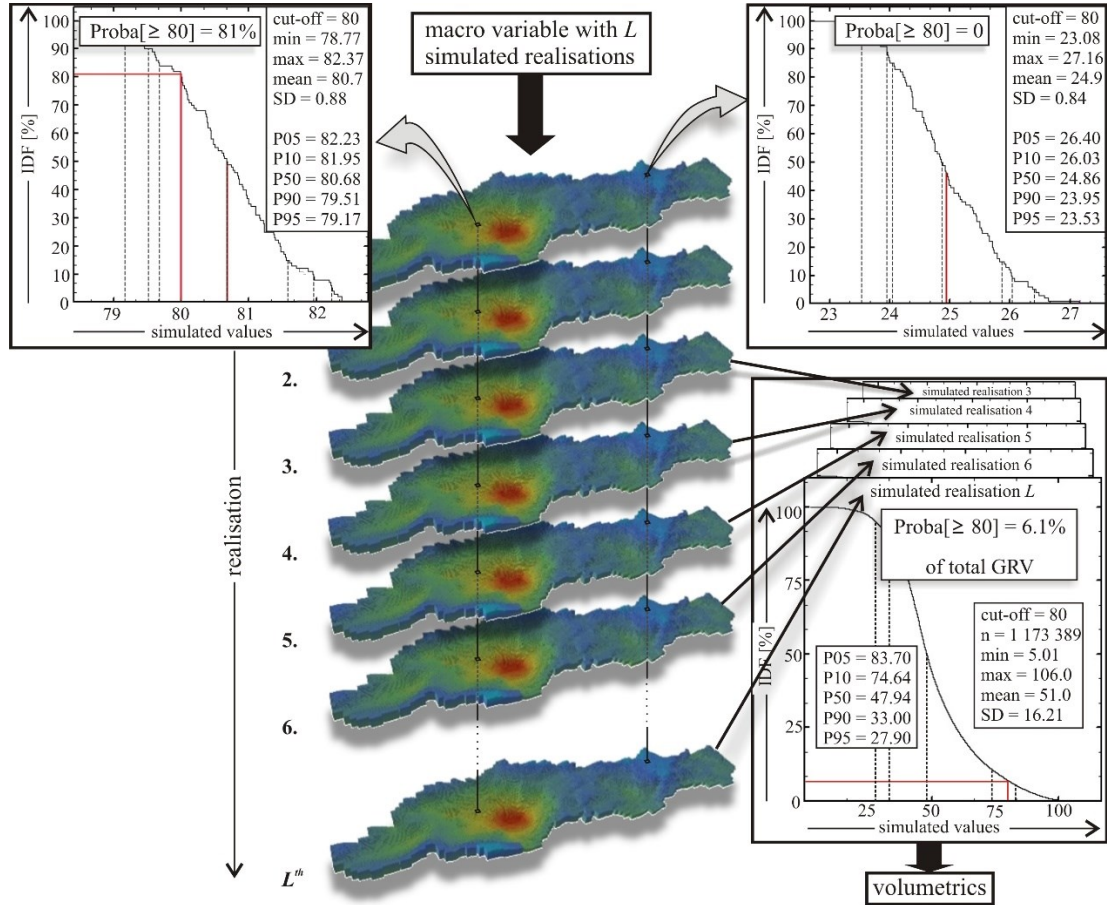 Proba[≥ 80] = 81%
cut-off = 80
min = 78.77
max = 82.37
mean = 80.7
SD = 0.88
P05 = 82.23
P10 = 81.95
P50 = 80.68
P90 = 79.51
P95 = 79.17
IDF [%]
100
90
80
70
60
50
40
30
20
10
0
79
80
81
82
simulated values
macro variable with L
simulated realisations
Proba[≥ 80] = 0
cut-off = 80
min = 23.08
max = 27.16
mean = 24.9
SD = 0.84
P05 = 26.40
P10 = 26.03
P50 = 24.86
P90 = 23.95
P95 = 23.53
IDF [%]
100
90
80
70
60
50
40
30
20
10
0
23
24
25
26
27
simulated values
realisation
2.
3.
4.
5.
6.
Lth
simulated realisation 3
simulated realisation 4
simulated realisation 5
simulated realisation 6
simulated realisation L
Proba[≥ 80] = 6.1%
of total GRV
cut-off = 80
n = 1 173 389
min = 5.01
max = 106.0
mean = 51.0
SD = 16.21
P05 = 83.70
P10 = 74.64
P50 = 47.94
P90 = 33.00
P95 = 27.90
IDF [%]
100
75
50
25
0
25
50
75
100
simulated values
volumetrics